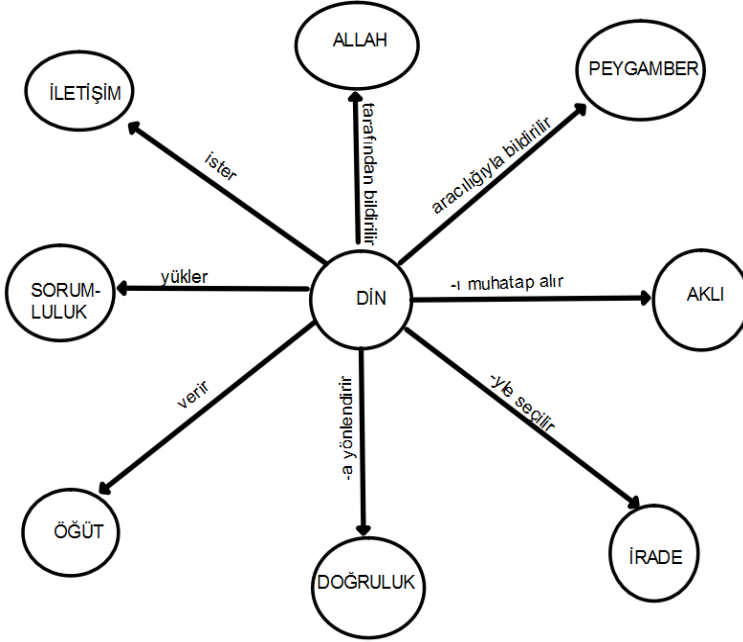 ALLAH
PEYGAMBER
İLETİŞİM
tarafından bildirilir
aracılığıyla bildirilir
ister
SORUM-
LULUK
yükler
DİN
-ı muhatap alır
AKLI
verir
-a yönlendirir
-yle seçilir
ÖĞÜT
DOĞRULUK
İRADE